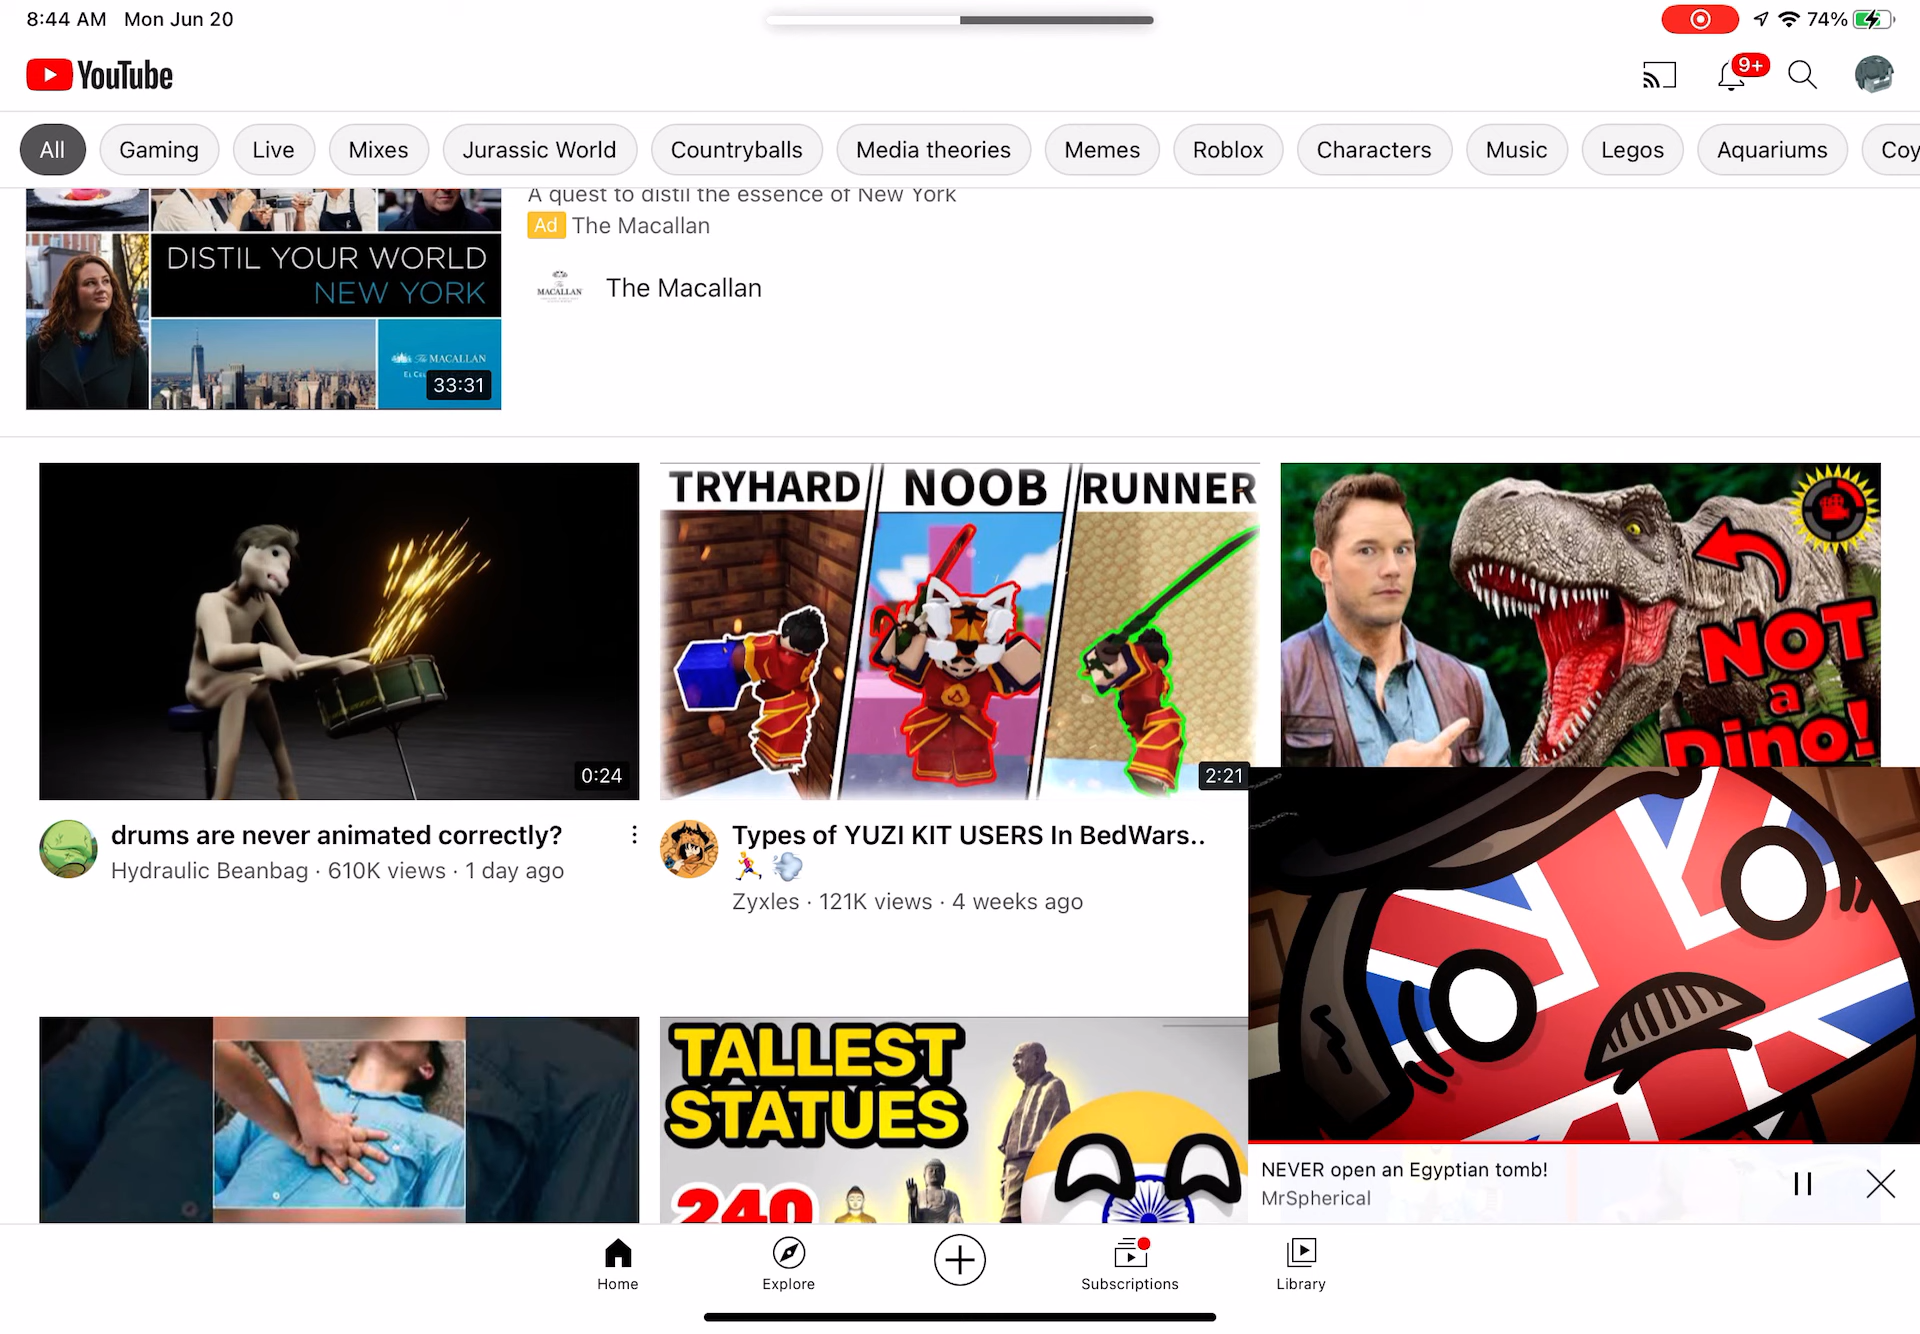 8:44 AM Mon Jun 20
74%
YouTube
9+
All
Gaming
Live
Mixes
Jurassic World
Countryballs
Media theories
Memes
Roblox
Characters
Music
Legos
Aquariums
Coy
A quest to distil the essence of New York
Ad The Macallan
DISTIL YOUR WORLD
NEW YORK
MACALLAN
The Macallan
The MACALLAN
33:31
TRYHARD
NOOB
RUNNER
NOT
a
Dino!
0:24
2:21
drums are never animated correctly?
Hydraulic Beanbag · 610K views · 1 day ago
Types of YUZI KIT USERS In BedWars..
🏃 💨
Zyxles · 121K views · 4 weeks ago
TALLEST
STATUES
240
NEVER open an Egyptian tomb!
MrSpherical
Home
Explore
Subscriptions
Library